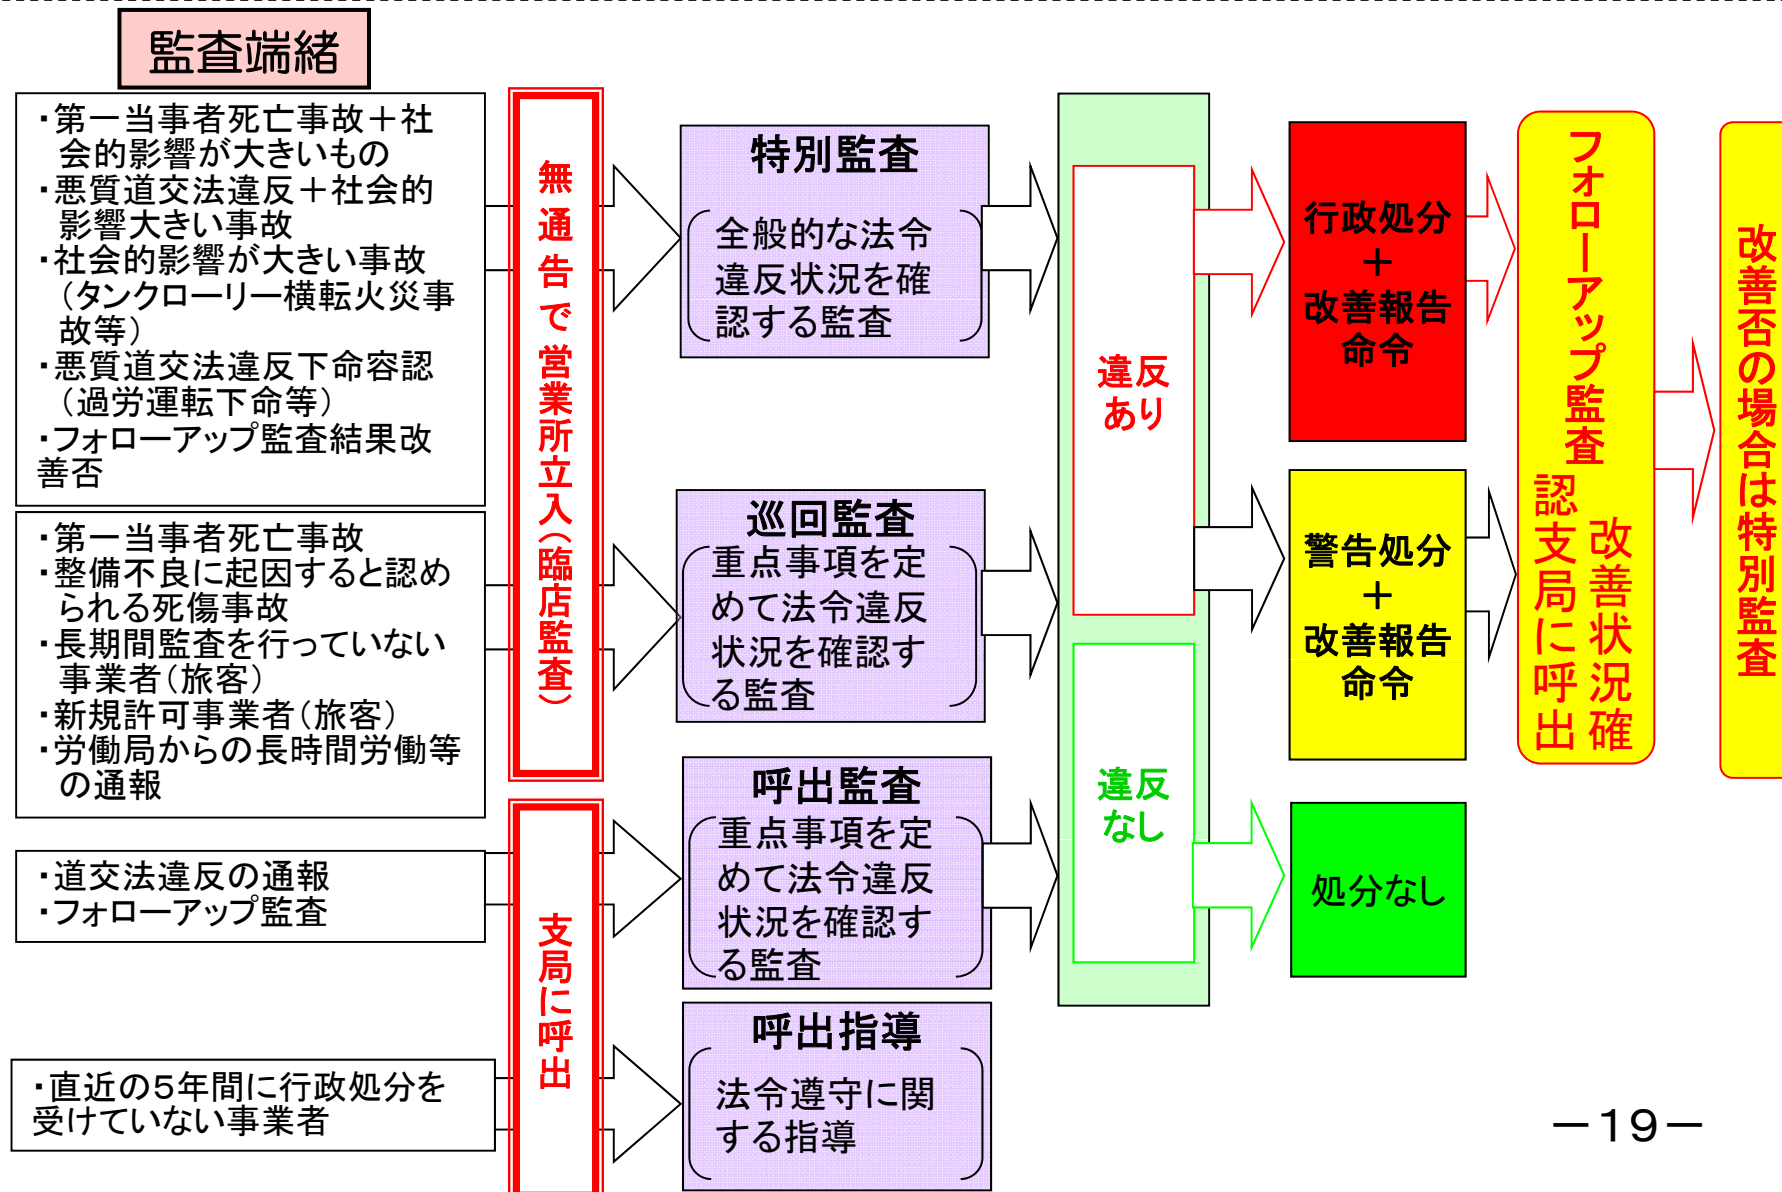 監査端緒
・第一当事者死亡事故＋社
会的影響が大きいもの
・悪質道交法違反＋社会的
影響大きい事故
・社会的影響が大きい事故
（タンクローリー横転火災事
故等）
・悪質道交法違反下命容認
（過労運転下命等）
・フォローアップ監査結果改
善否
・第一当事者死亡事故
・整備不良に起因すると認め
られる死傷事故
・長期間監査を行っていない
事業者（旅客）
・新規許可事業者（旅客）
・労働局からの長時間労働等
の通報
・道交法違反の通報
・フォローアップ監査
・直近の５年間に行政処分を
受けていない事業者
無通告で営業所立入（臨店監査）
支局に呼出
特別監査
全般的な法令
違反状況を確
認する監査
巡回監査
重点事項を定
めて法令違反
状況を確認す
る監査
呼出監査
重点事項を定
めて法令違反
状況を確認す
る監査
呼出指導
法令遵守に関
する指導
違反
あり
違反
なし
行政処分
＋
改善報告
命令
警告処分
＋
改善報告
命令
処分なし
フォローアップ監査
改善状況確
認支局に呼出
改善否の場合は特別監査
－１９－